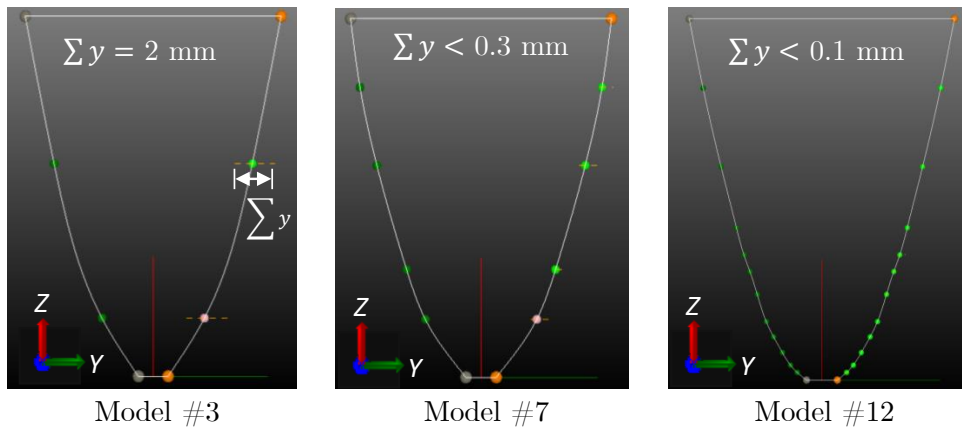 ∑ y = 2 mm
∑ y
Z
Y
Model #3
∑ y < 0.3 mm
Z
Y
Model #7
∑ y < 0.1 mm
Z
Y
Model #12